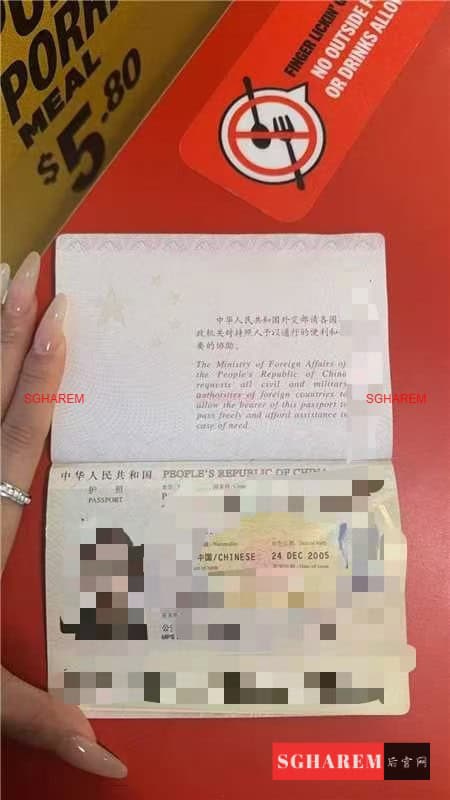 PORR
MEAL
$5.80
FINGER LICKIN'
NO OUTSIDE
OR DRINKS ALLO
中华人民共和国外交部请各国
政机关对持照人予以通行的便利和
要的协助。
The Ministry of Foreign Affairs of
the People's Republic of China
requests all civil and military
authorities of foreign countries to
allow the bearer of this passport to
pass freely and afford assistance in
case of need.
SGHAREM
SGHAREM
中华人民共和国 PEOPLE'S REPUBLIC OF CHINA
护照
PASSPORT
P
中国/CHINESE
24 DEC 2005
MPS
SGHAREM 后宫网